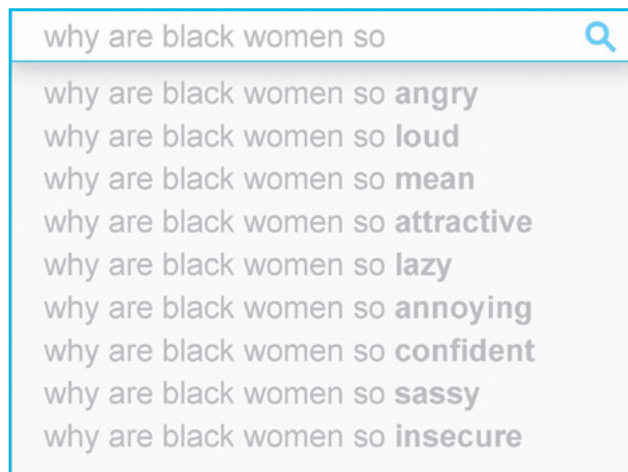 why are black women so
why are black women so angry
why are black women so loud
why are black women so mean
why are black women so attractive
why are black women so lazy
why are black women so annoying
why are black women so confident
why are black women so sassy
why are black women so insecure